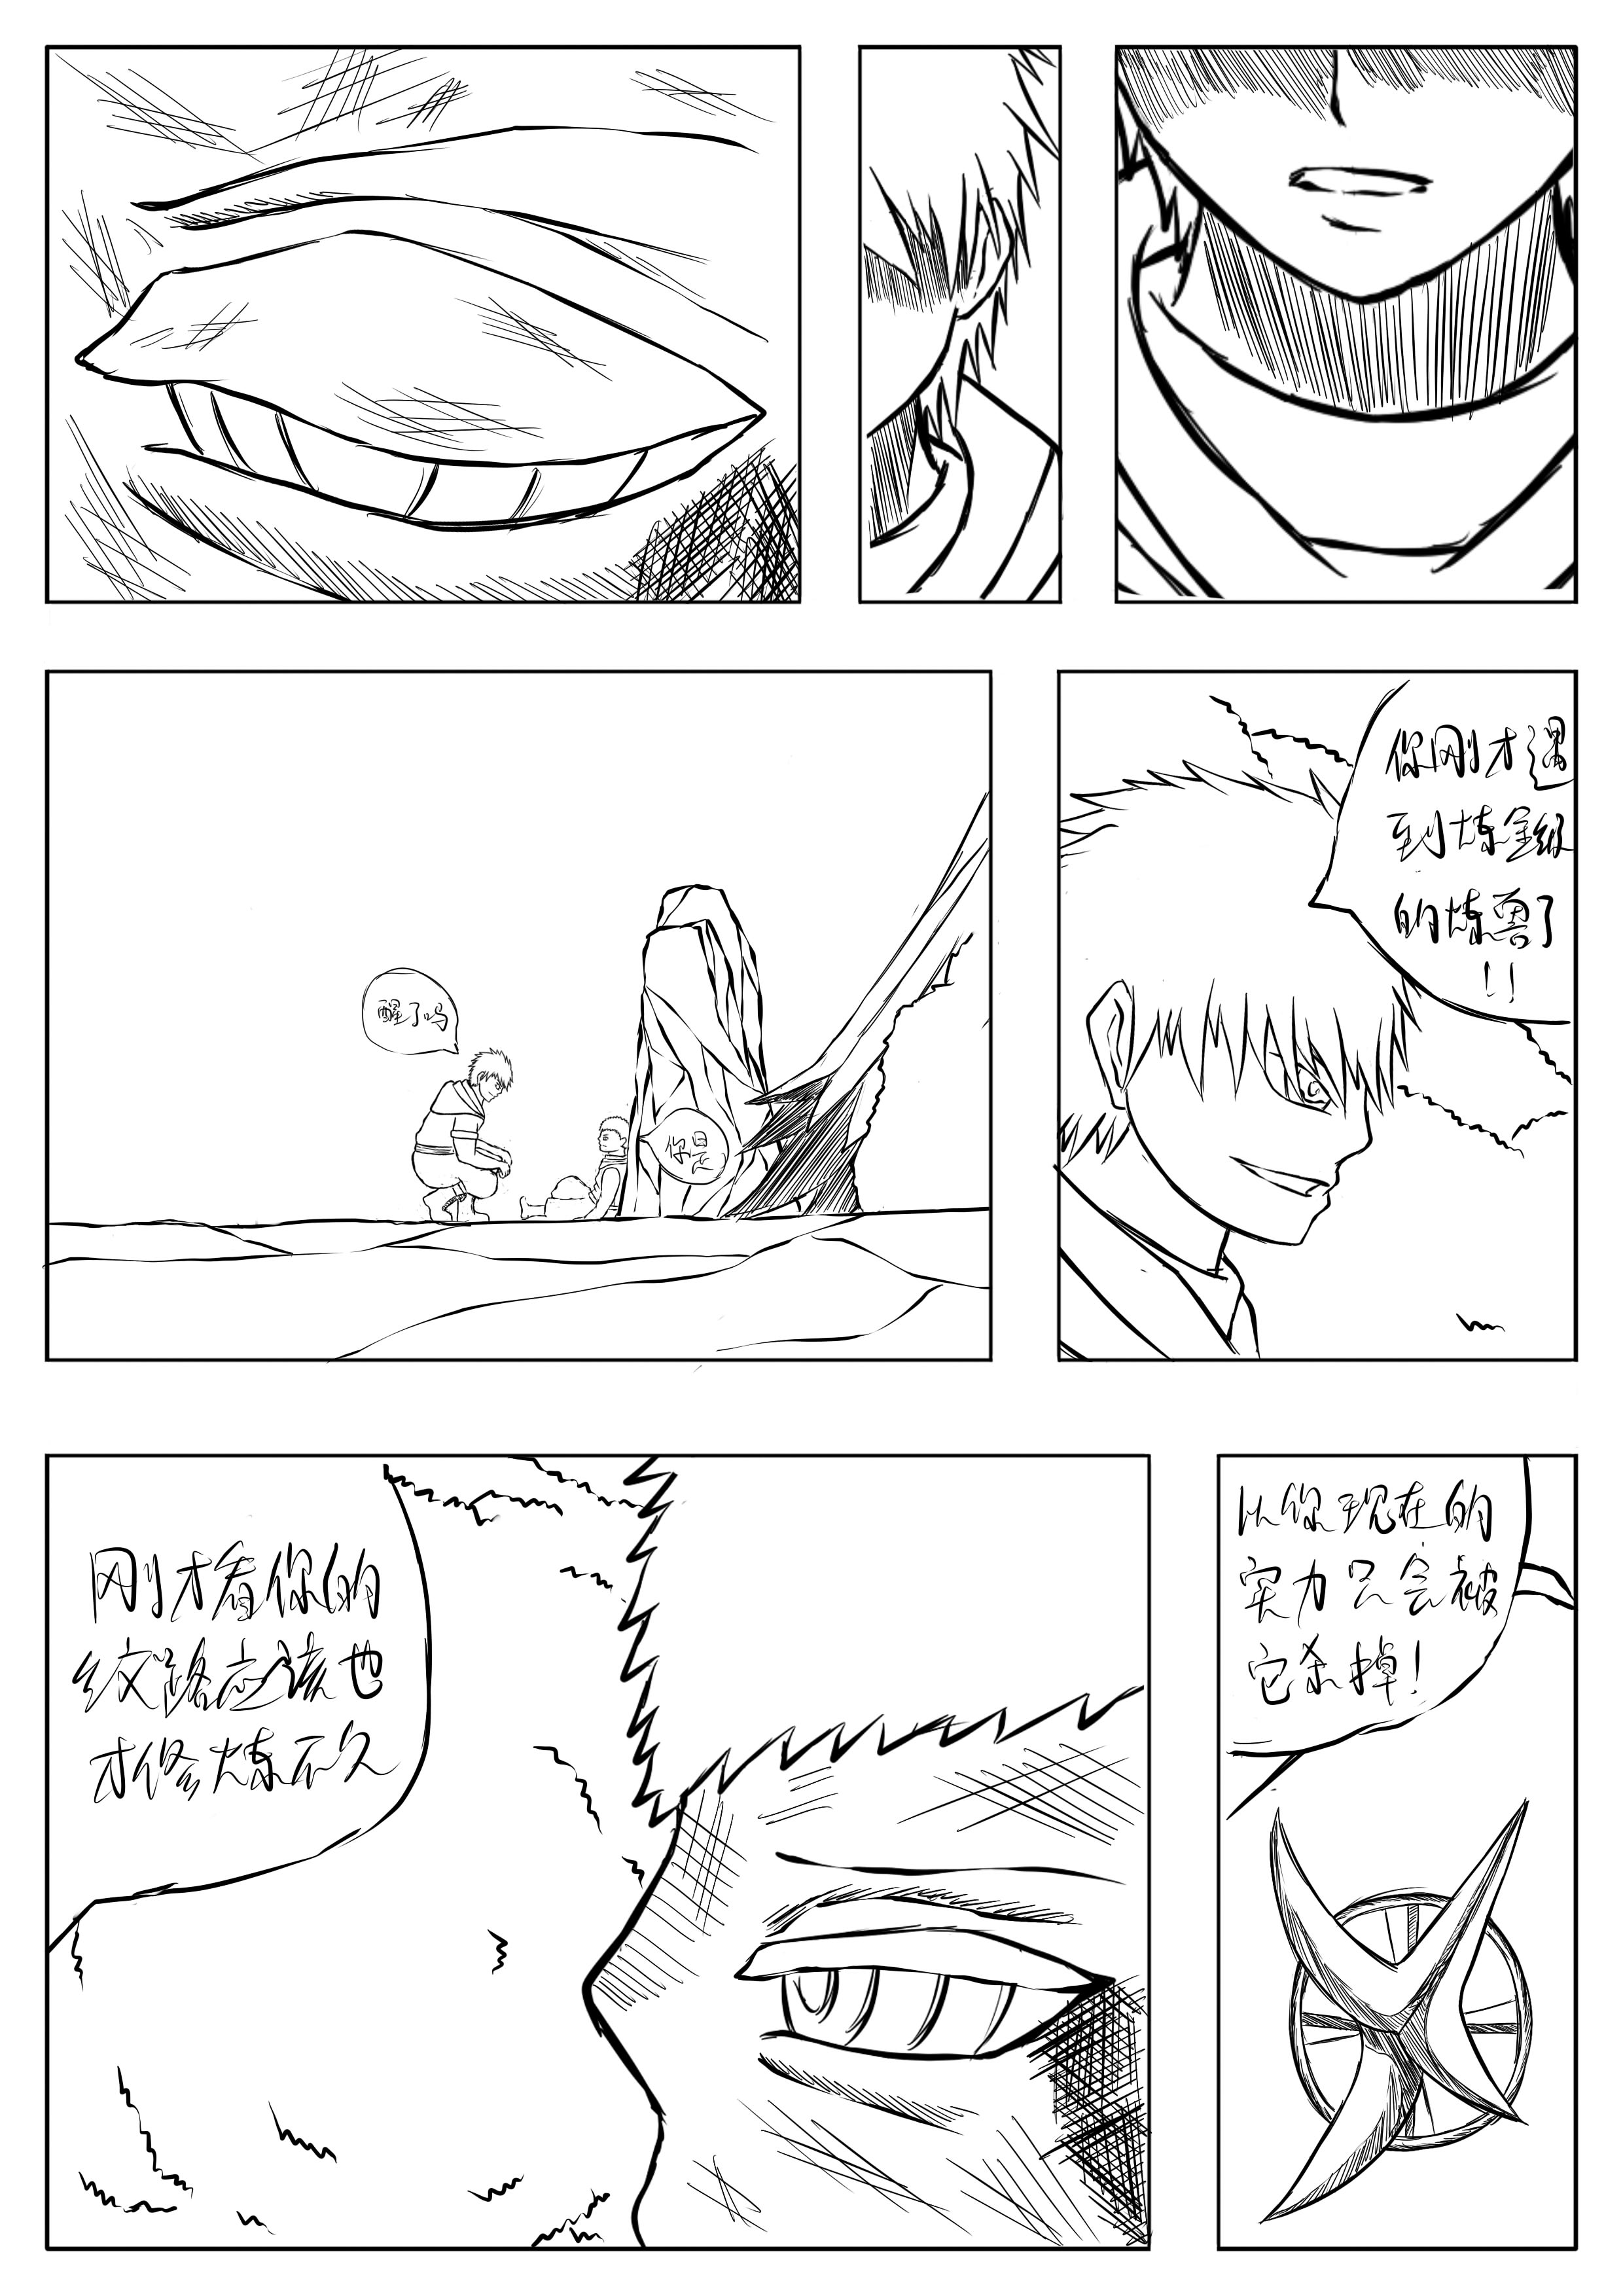 醒了吗
你是
你刚才遇
到炼金级
的炼兽了
!!
刚才看你的
纹路应该也
才修炼不久
以你现在的
实力只会被
它杀掉!